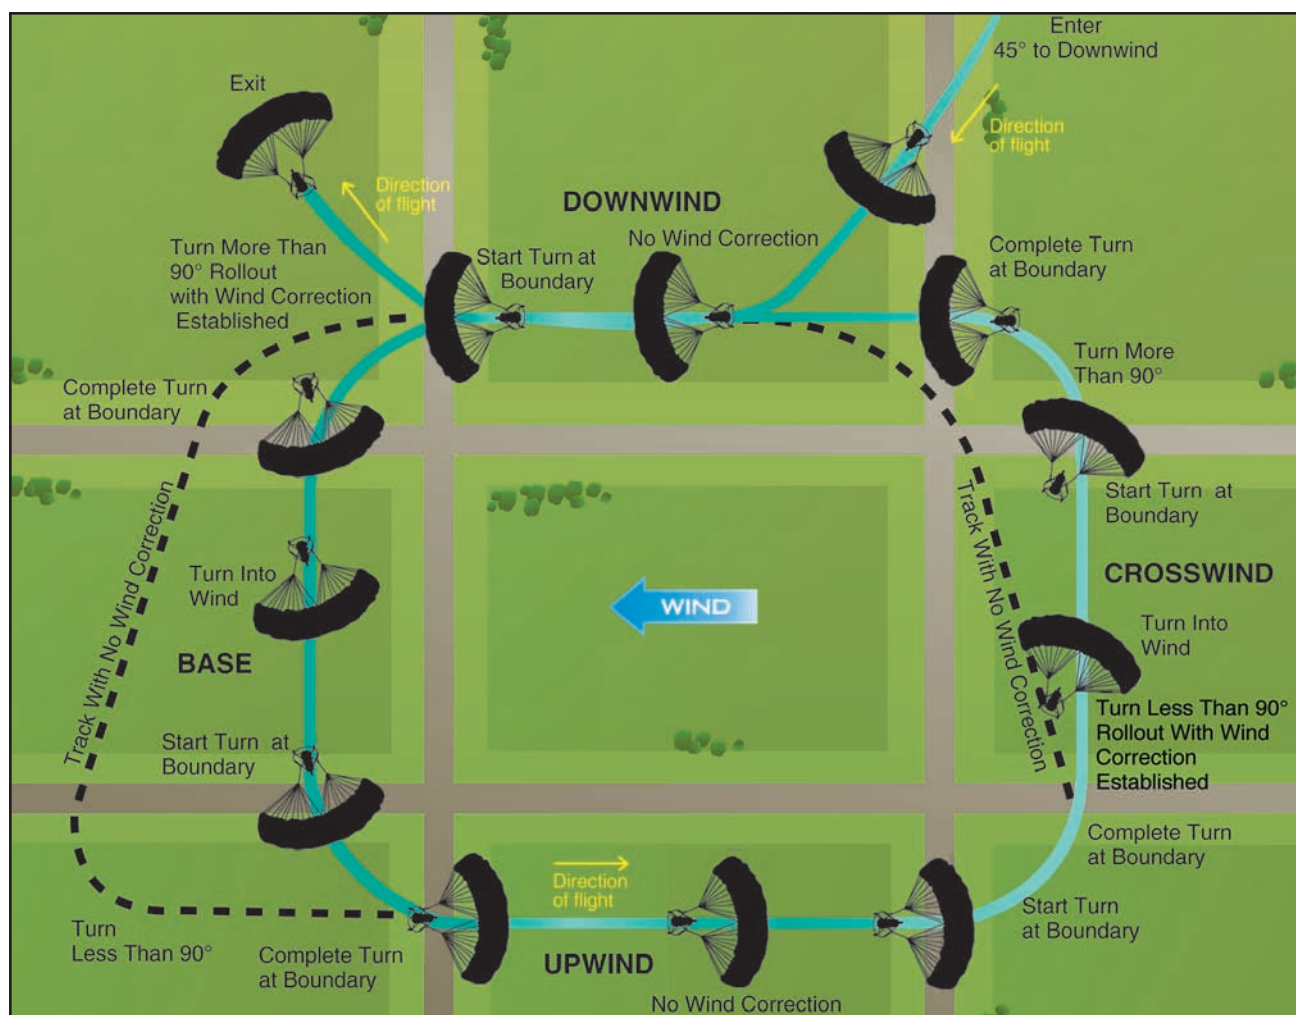 Enter
45° to Downwind
Exit
Direction
of flight
Direction
of flight
DOWNWIND
No Wind Correction
Start Turn at
Boundary
Complete Turn
at Boundary
Turn More Than
90° Rollout
with Wind Correction
Established
Turn More
Than 90°
Complete Turn
at Boundary
Start Turn at
Boundary
Track With No Wind Correction
Track With No Wind Correction
Turn Into
Wind
WIND
CROSSWIND
BASE
Turn Into
Wind
Turn Less Than 90°
Rollout With Wind
Correction
Established
Start Turn at
Boundary
Complete Turn
at Boundary
Direction
of flight
Start Turn
at Boundary
Turn
Less Than 90°
Complete Turn
at Boundary
UPWIND
No Wind Correction